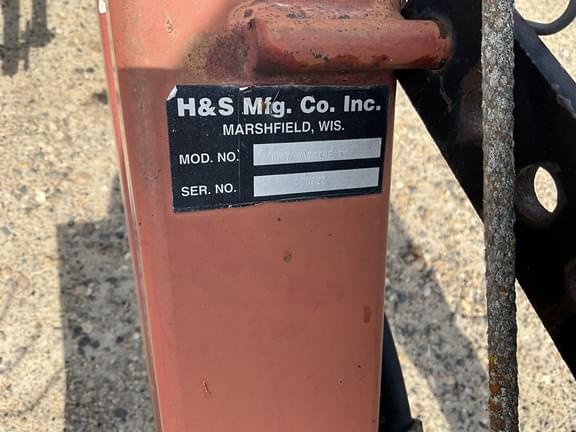 H&S Mfg. Co. Inc.
MARSHFIELD, WIS.
MOD. NO.
SER. NO.